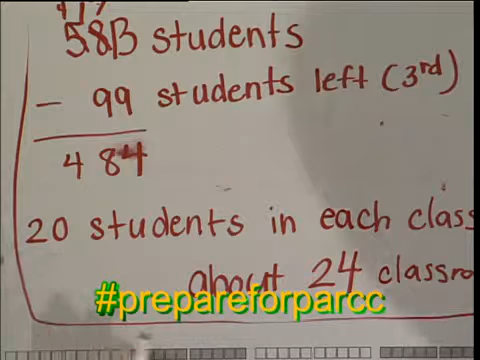 583 students
- 99 students left (3rd)
484
20 students in each class
about 24 classro
#prepareforparcc